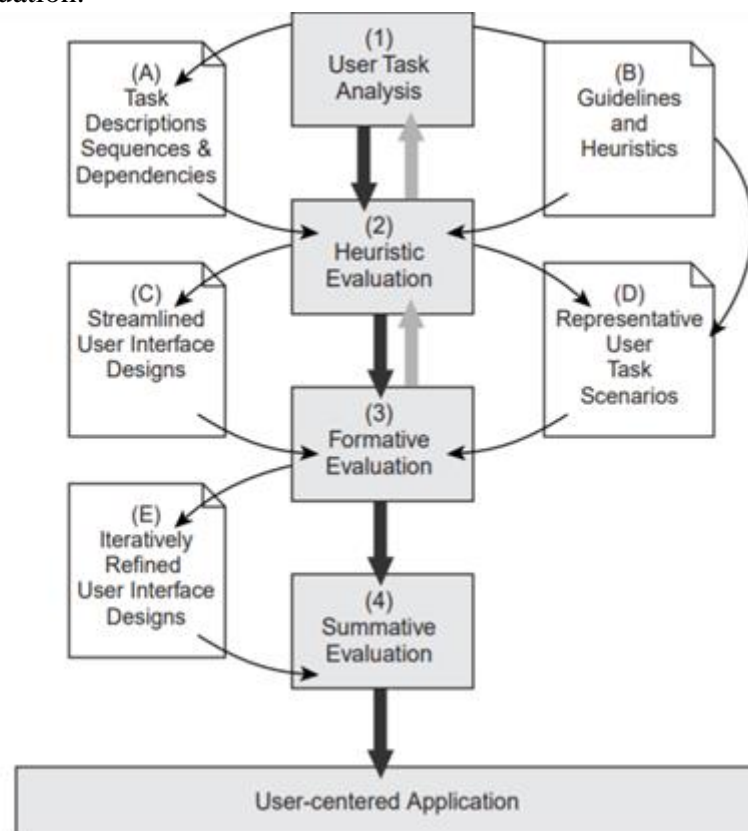 (1)
User Task
Analysis
(A)
Task
Descriptions
Sequences &
Dependencies
(B)
Guidelines
and
Heuristics
(2)
Heuristic
Evaluation
(C)
Streamlined
User Interface
Designs
(D)
Representative
User
Task
Scenarios
(3)
Formative
Evaluation
(E)
Iteratively
Refined
User Interface
Designs
(4)
Summative
Evaluation
User-centered Application